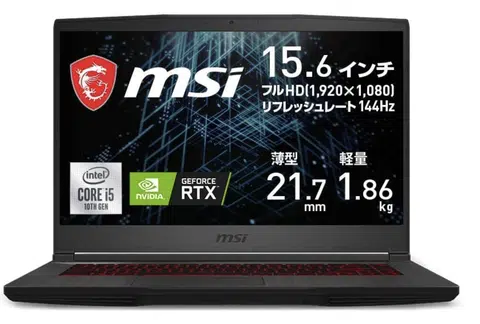 msi
15.6 インチ
フルHD(1,920×1,080)
リフレッシュレート 144Hz
薄型 軽量
21.7 1.86
mm kg
intel
CORE i5
10TH GEN
NVIDIA.
GEFORCE
RTX
msi